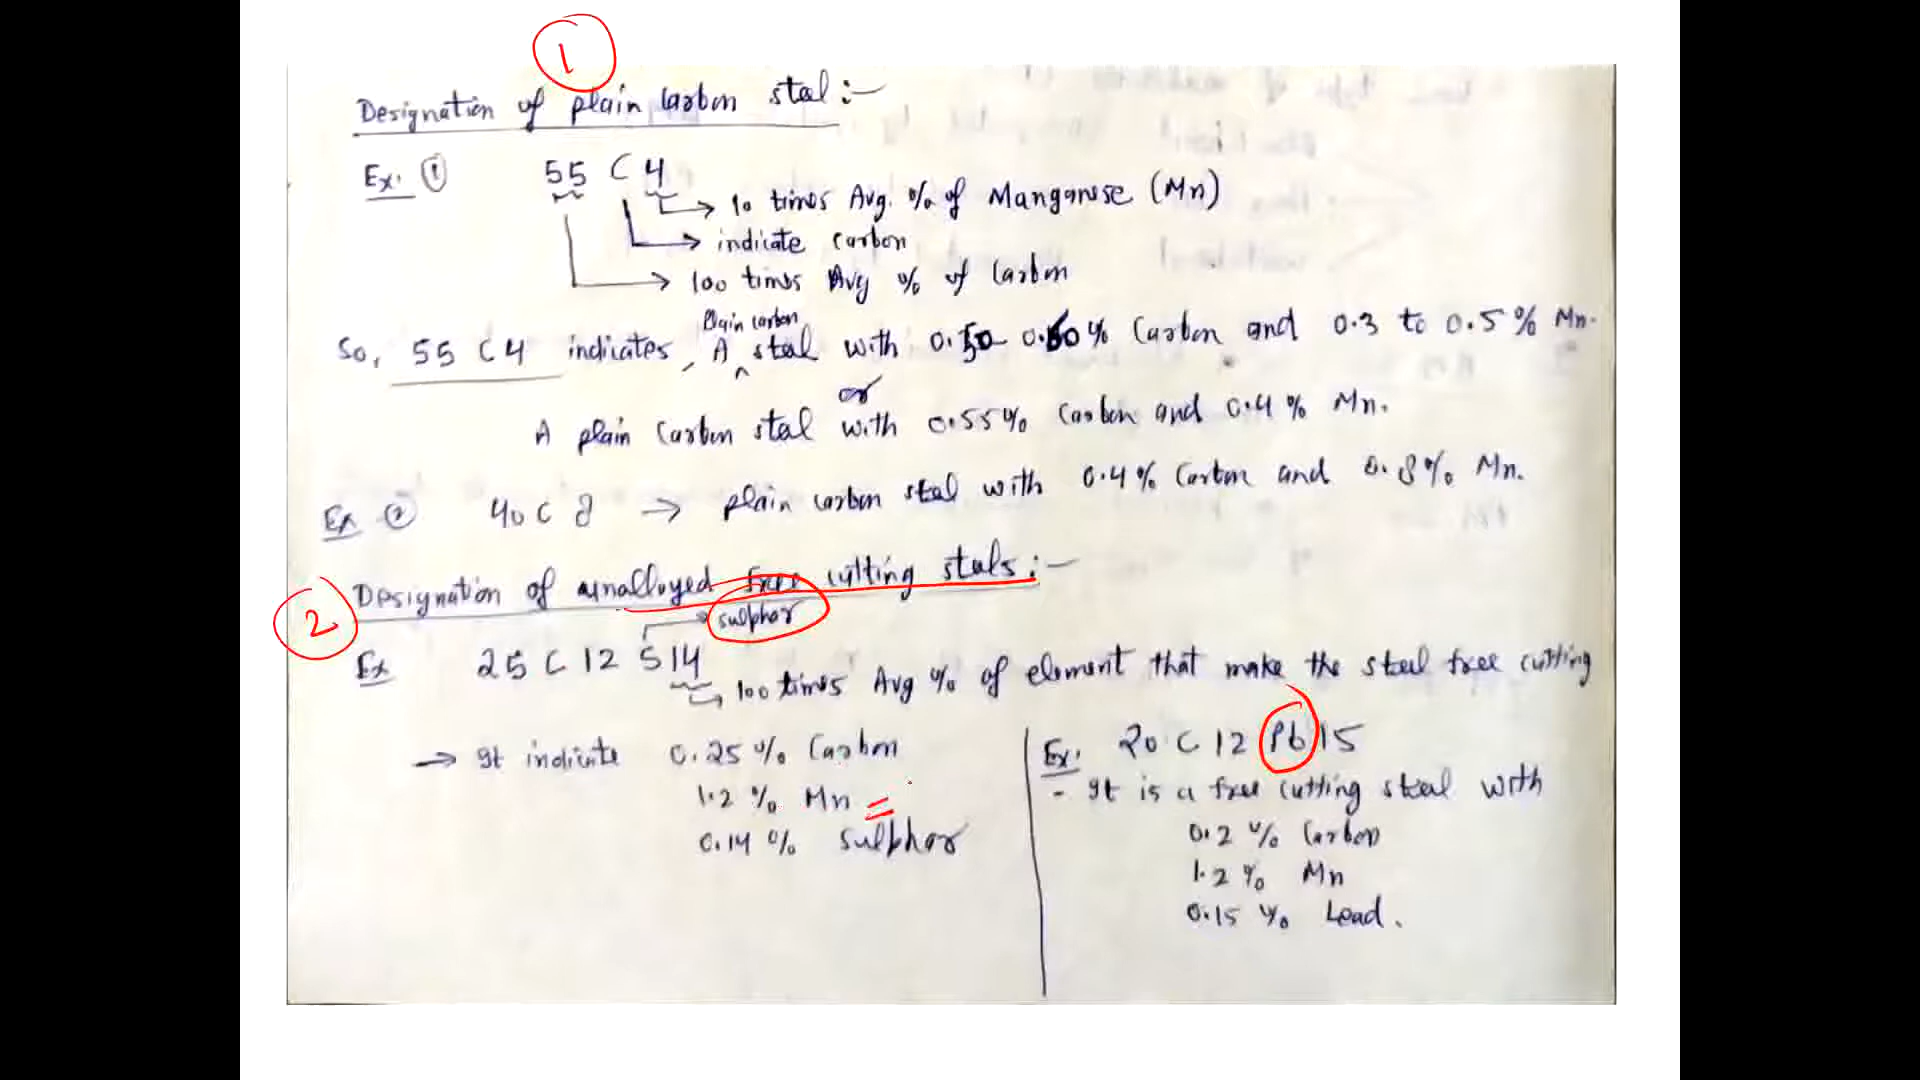 1
Designation of plain carbon steel :-
Ex. ① 55 C 4
→ 10 times Avg. % of Manganese (Mn)
→ indicate carbon
→ 100 times Avg % of Carbon
So, 55 C 4 indicates, A plain carbon steel with 0.50 0.60% Carbon and 0.3 to 0.5% Mn.
or
A plain carbon steel with 0.55% Carbon and 0.4% Mn.
Ex ② 40 C 8 → plain carbon steel with 0.4% Carbon and 0.8% Mn.
2 Designation of unalloyed free cutting steels :-
→ sulphor
Ex 25 C 12 S 14
→ 100 times Avg % of element that make the steel free cutting
→ It indicate 0.25 % Carbon
1.2 % Mn =
0.14 % Sulphor
Ex: 20 C 12 Pb 15
- It is a free cutting steel with
0.2 % Carbon
1.2 % Mn
0.15 % Lead.